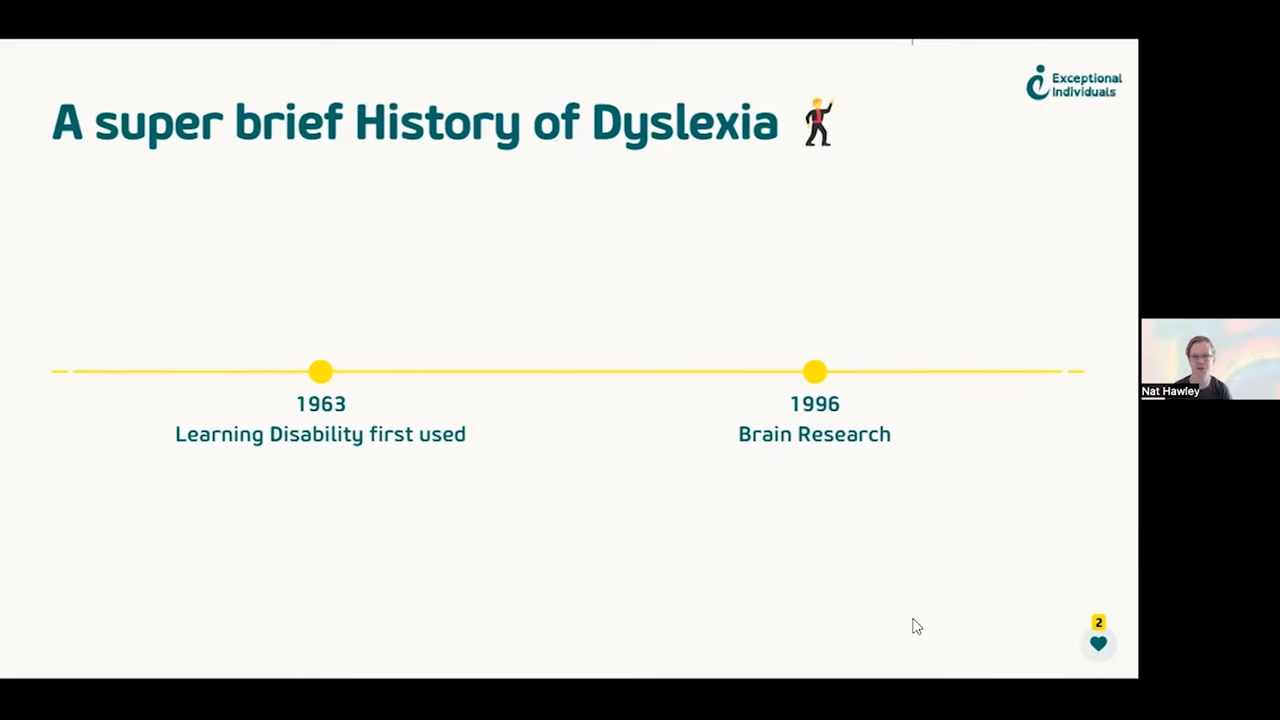 A super brief History of Dyslexia
Exceptional
Individuals
1963
Learning Disability first used
1996
Brain Research
Nat Hawley
2